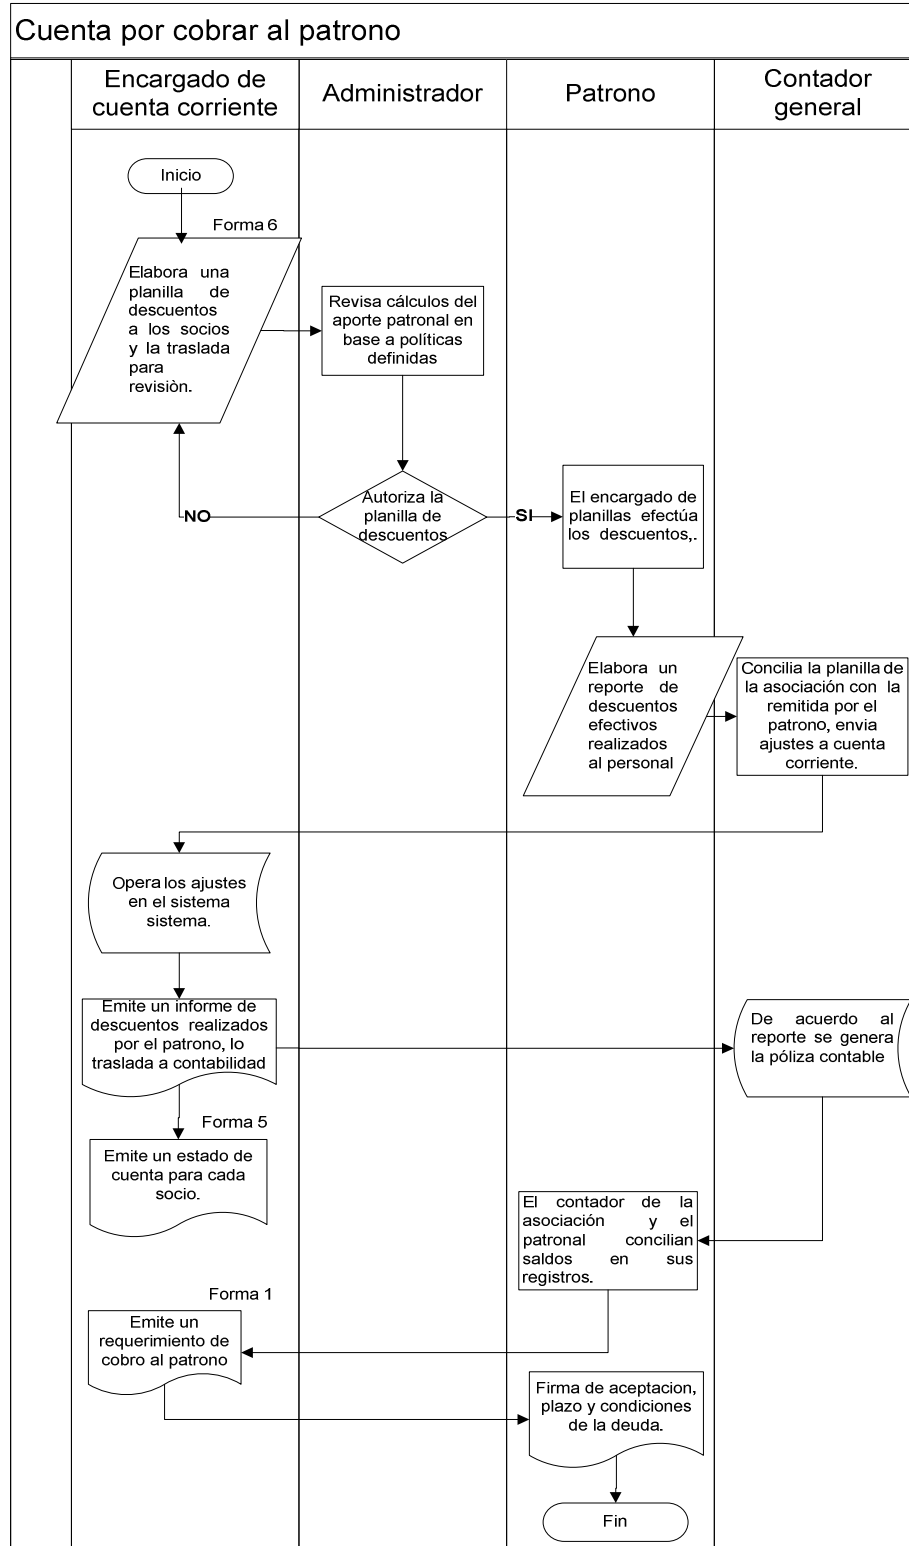 Cuenta por cobrar al patrono
Encargado de
cuenta corriente
Administrador
Patrono
Contador
general
Inicio
Forma 6
Elabora una
planilla de
descuentos
a los socios
y la traslada
para
revisiòn.
Revisa cálculos del
aporte patronal en
base a políticas
definidas
Autoriza la
planilla de
descuentos
NO
SI
El encargado de
planillas efectúa
los descuentos,.
Elabora un
reporte de
descuentos
efectivos
realizados
al personal
Concilia la planilla de
la asociación con la
remitida por el
patrono, envia
ajustes a cuenta
corriente.
Opera los ajustes
en el sistema
sistema.
Emite un informe de
descuentos realizados
por el patrono, lo
traslada a contabilidad
De acuerdo al
reporte se genera
la póliza contable
Forma 5
Emite un estado de
cuenta para cada
socio.
El contador de la
asociación y el
patronal concilian
saldos en sus
registros.
Forma 1
Emite un
requerimiento de
cobro al patrono
Firma de aceptacion,
plazo y condiciones
de la deuda.
Fin